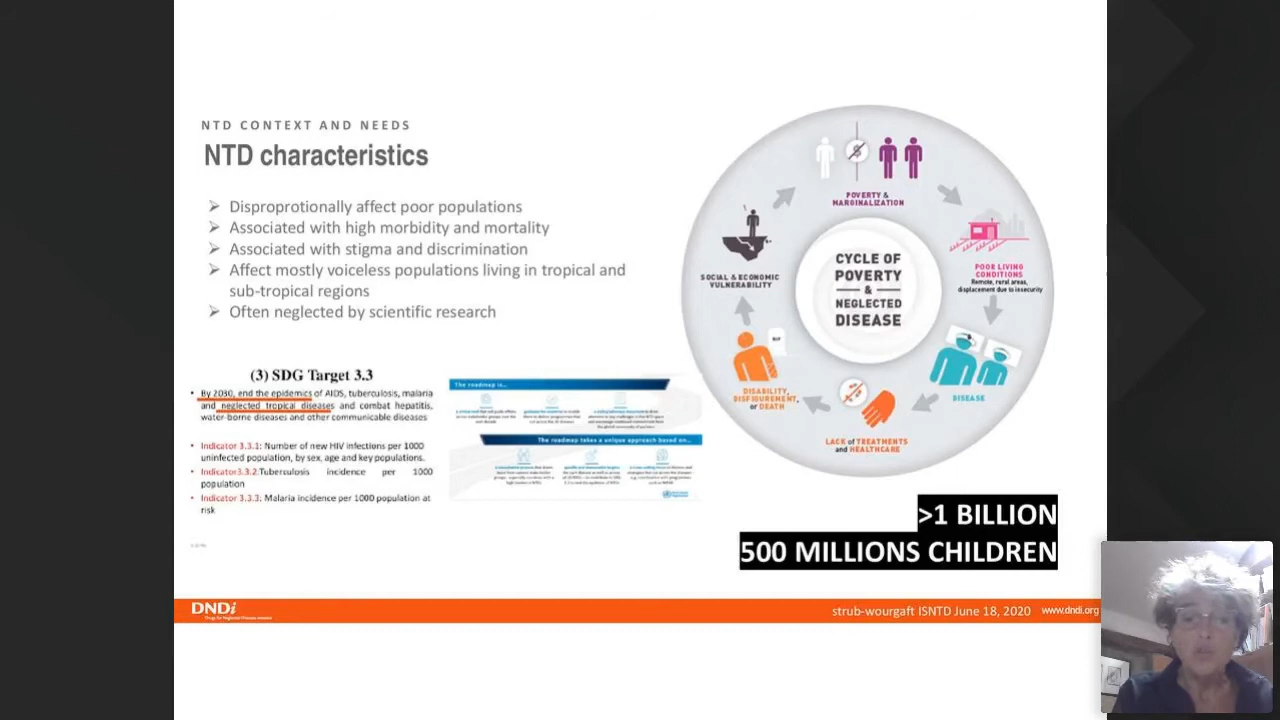 NTD CONTEXT AND NEEDS
NTD characteristics
➢ Disproprotionally affect poor populations
➢ Associated with high morbidity and mortality
➢ Associated with stigma and discrimination
➢ Affect mostly voiceless populations living in tropical and
sub-tropical regions
➢ Often neglected by scientific research
(3) SDG Target 3.3
• By 2030, end the epidemics of AIDS, tuberculosis, malaria
and neglected tropical diseases and combat hepatitis,
water-borne diseases and other communicable diseases
• Indicator 3.3.1: Number of new HIV infections per 1000
uninfected population, by sex, age and key populations.
• Indicator3.3.2:Tuberculosis incidence per 1000
population
• Indicator 3.3.3: Malaria incidence per 1000 population at
risk
The roadmap is...
The roadmap takes a unique approach based on...
CYCLE OF
POVERTY
&
NEGLECTED
DISEASE
$
POVERTY &
MARGINALIZATION
POOR LIVING
CONDITIONS
Remote, rural areas,
displacement due to insecurity
DISEASE
LACK of TREATMENTS
and HEALTHCARE
RIP
DISABILITY,
DISFIGUREMENT,
or DEATH
SOCIAL & ECONOMIC
VULNERABILITY
>1 BILLION
500 MILLIONS CHILDREN
DNDi
Drugs for Neglected Diseases initiative
strub-wourgaft ISNTD June 18, 2020
www.dndi.org